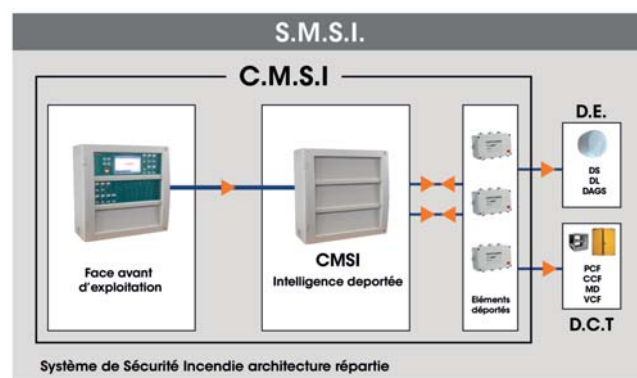 S.M.S.I.
C.M.S.I
Face avant
d'exploitation
CMSI
Intelligence deportée
Eléments
déportés
D.E.
DS
DL
DAGS
PCF
CCF
MD
VCF
D.C.T
Système de Sécurité Incendie architecture répartie